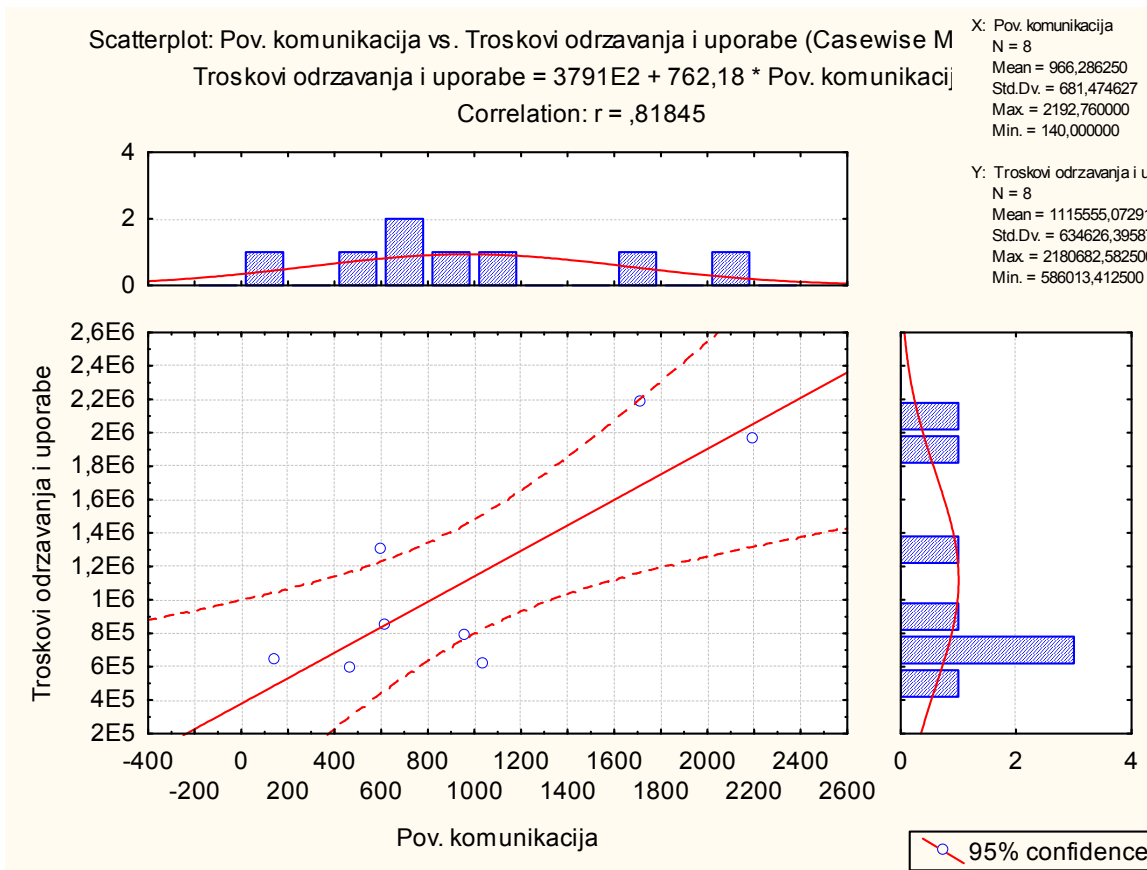 Scatterplot: Pov. komunikacija vs. Troskovi odrzavanja i uporabe (Casewise M
Troskovi odrzavanja i uporabe = 3791E2 + 762,18 * Pov. komunikacij
Correlation: r = ,81845
X: Pov. komunikacija
N = 8
Mean = 966,286250
Std.Dv. = 681,474627
Max. = 2192,760000
Min. = 140,000000
Y: Troskovi odrzavanja i u
N = 8
Mean = 1115555,07291
Std.Dv. = 634626,39587
Max. = 2180682,582500
Min. = 586013,412500
4
2
0
2,6E6
2,4E6
2,2E6
2E6
1,8E6
1,6E6
1,4E6
1,2E6
1E6
8E5
6E5
4E5
2E5
Troskovi odrzavanja i uporabe
-400 0 400 800 1200 1600 2000 2400
-200 200 600 1000 1400 1800 2200 2600
Pov. komunikacija
0 2 4
95% confidence